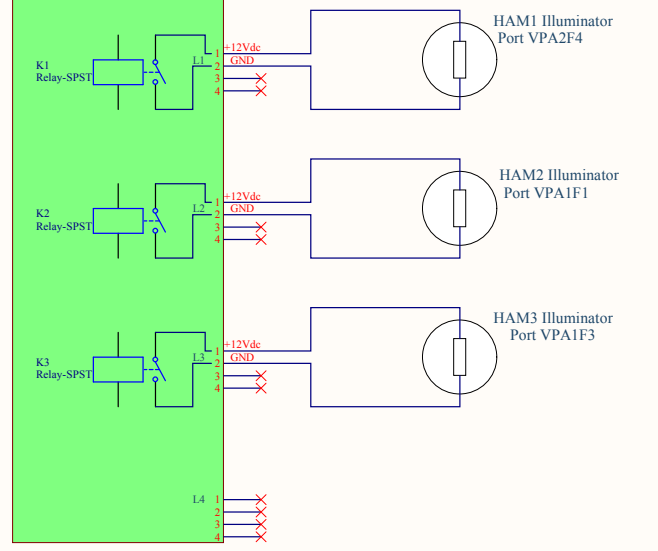 HAM1 Illuminator
Port VPA2F4
K1
Relay-SPST
L1
1 +12Vdc
2 GND
3
4
HAM2 Illuminator
Port VPA1F1
K2
Relay-SPST
L2
1 +12Vdc
2 GND
3
4
HAM3 Illuminator
Port VPA1F3
K3
Relay-SPST
L3
1 +12Vdc
2 GND
3
4
L4
1
2
3
4